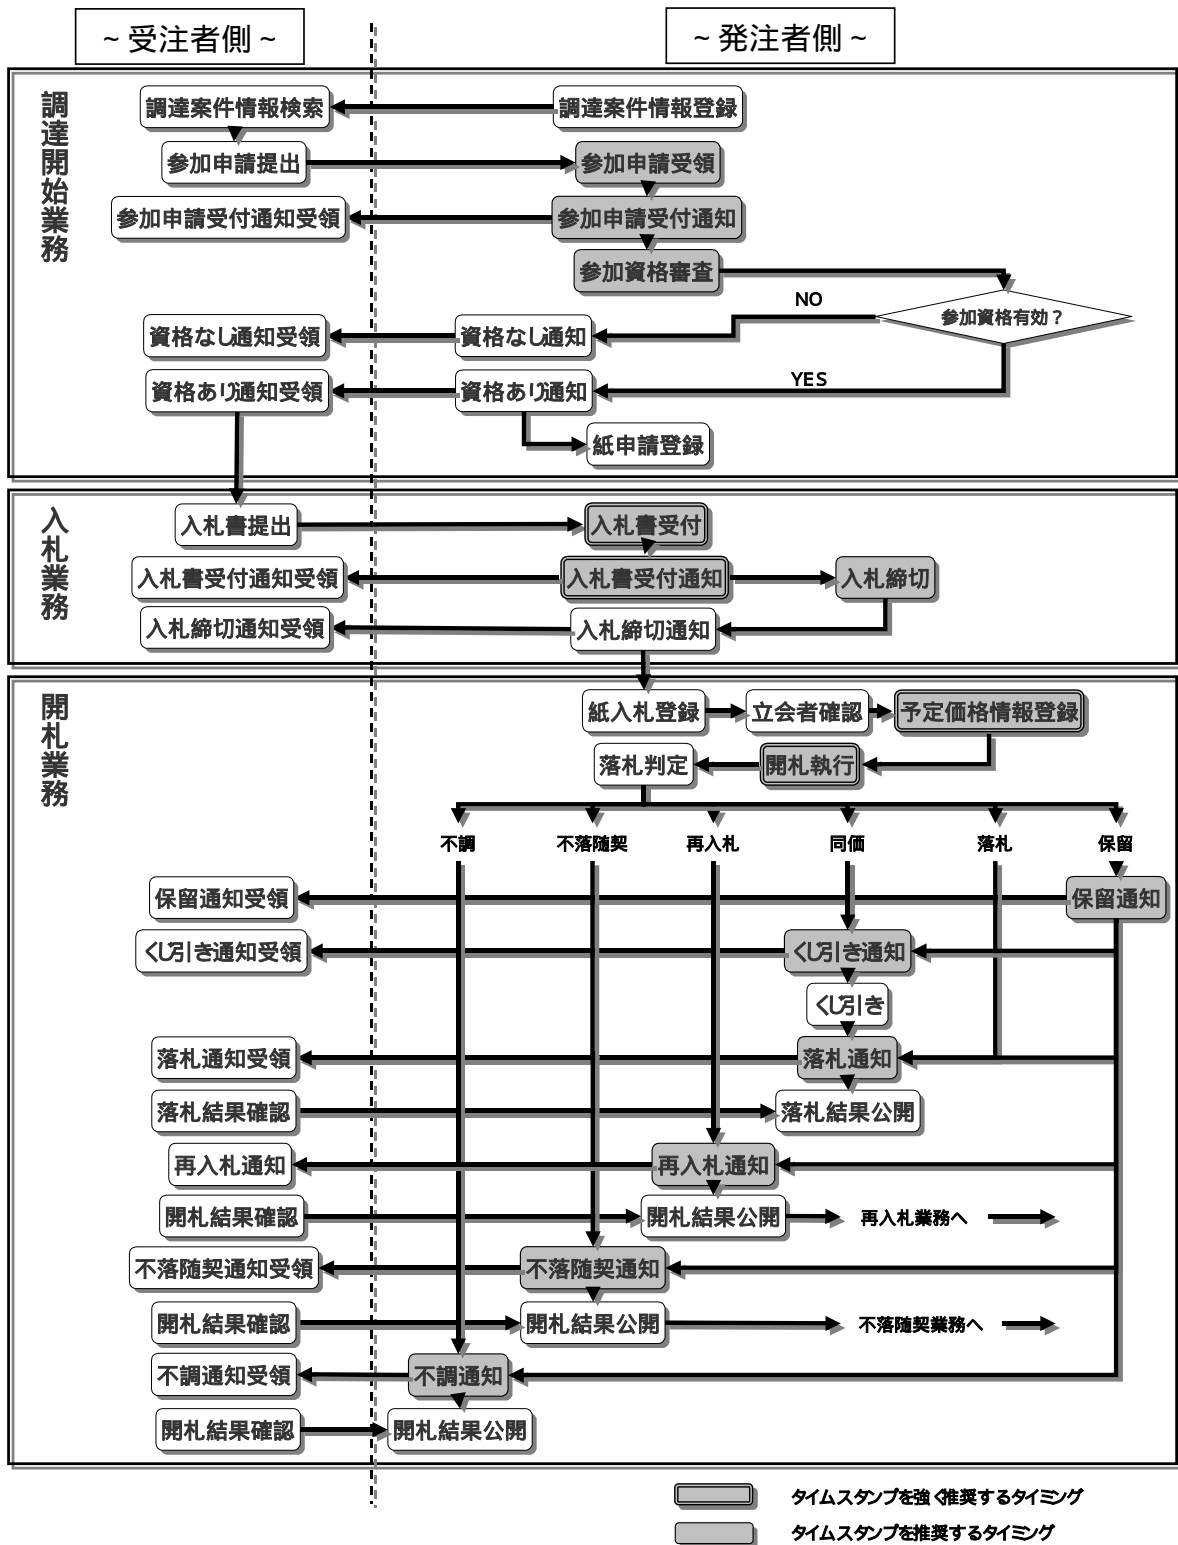 ~ 受注者側 ~
~ 発注者側 ~
調達開始業務
調達案件情報検索
調達案件情報登録
参加申請提出
参加申請受領
参加申請受付通知受領
参加申請受付通知
参加資格審査
NO
参加資格有効？
資格なし通知受領
資格なし通知
YES
資格あり通知受領
資格あり通知
紙申請登録
入札業務
入札書提出
入札書受付
入札書受付通知受領
入札書受付通知
入札締切
入札締切通知受領
入札締切通知
開札業務
紙入札登録
立会者確認
予定価格情報登録
落札判定
開札執行
不調
不落随契
再入札
同価
落札
保留
保留通知受領
保留通知
くじ引き通知受領
くじ引き通知
くじ引き
落札通知受領
落札通知
落札結果確認
落札結果公開
再入札通知
再入札通知
開札結果確認
開札結果公開
再入札業務へ
不落随契通知受領
不落随契通知
開札結果確認
開札結果公開
不落随契業務へ
不調通知受領
不調通知
開札結果確認
開札結果公開
タイムスタンプを強く推奨するタイミング
タイムスタンプを推奨するタイミング